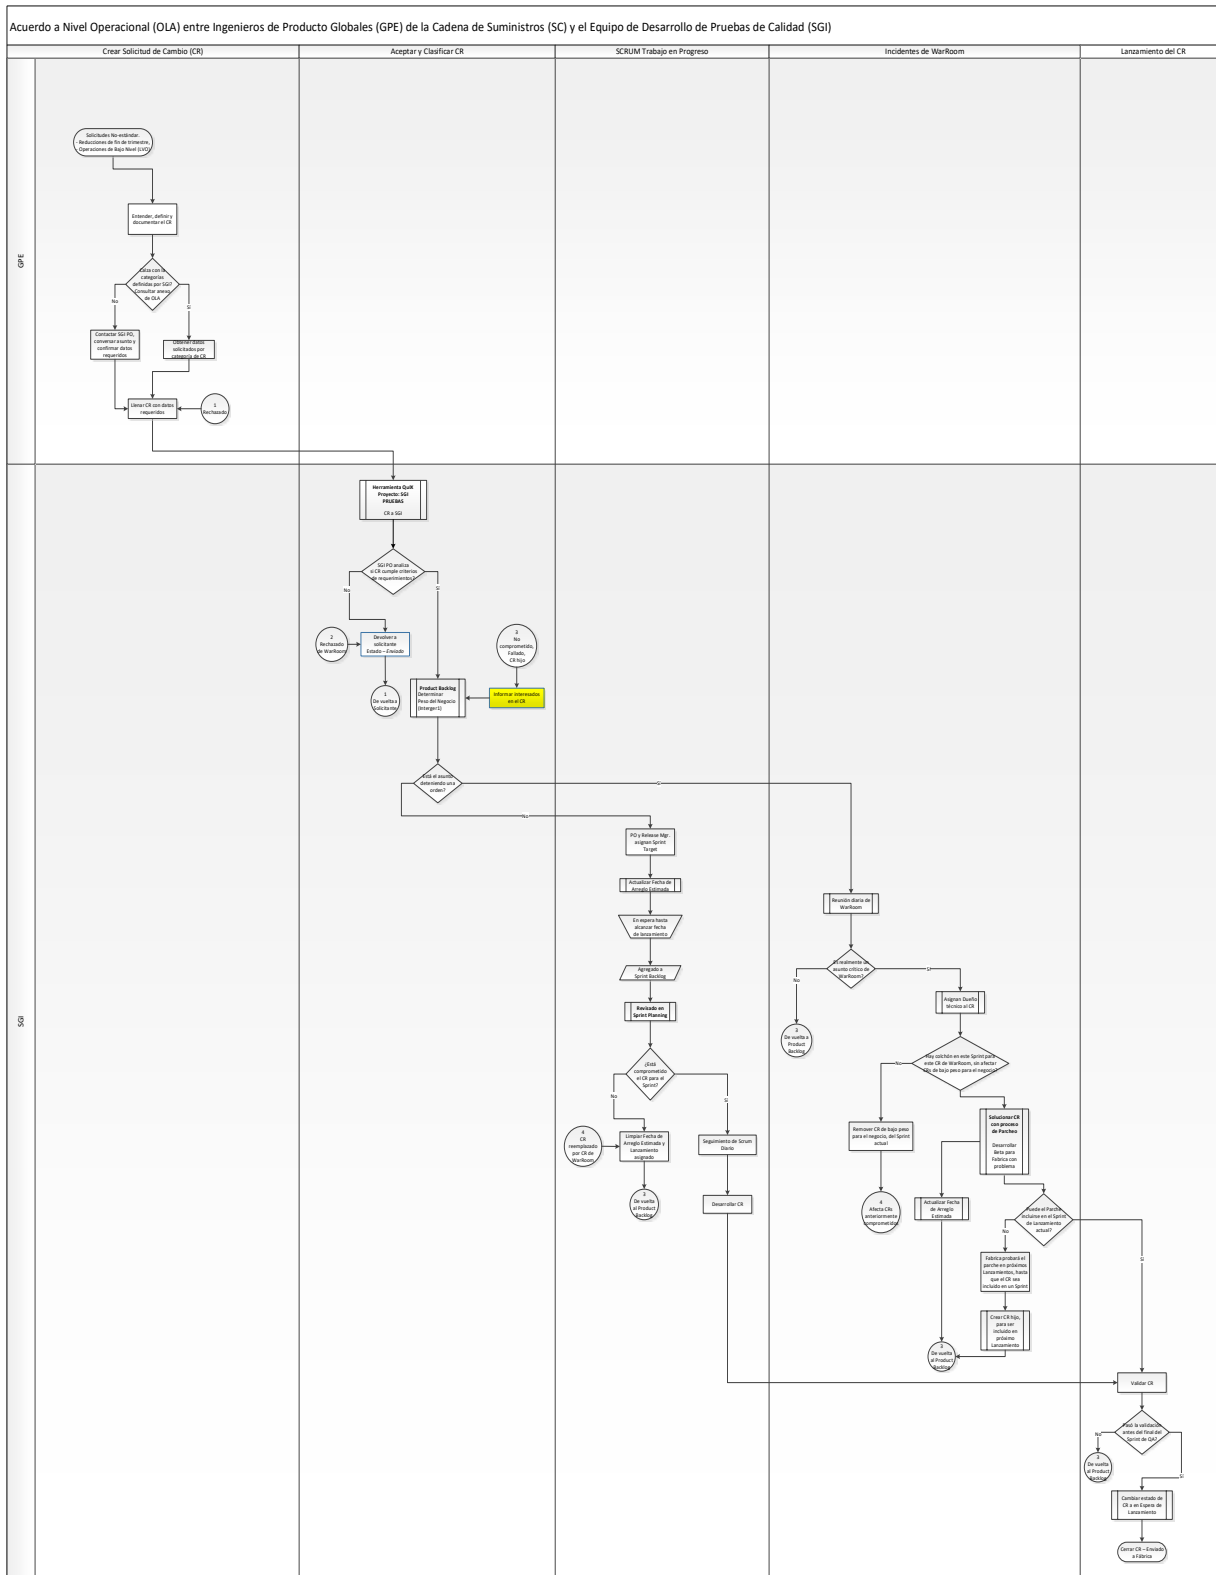 Acuerdo a Nivel Operacional (OLA) entre Ingenieros de Producto Globales (GPE) de la Cadena de Suministros (SC) y el Equipo de Desarrollo de Pruebas de Calidad (SGI)
Crear Solicitud de Cambio (CR)
Aceptar y Clasificar CR
SCRUM Trabajo en Progreso
Incidentes de WarRoom
Lanzamiento del CR
GPE
Solicitudes No-estándar.
- Reducciones de fin de trimestre,
- Operaciones de Bajo Nivel (LVO)
Entender, definir y
documentar el CR
Calza con la
categorías
definidas por SGI?
Consultar anexo
de OLA
No
Si
Contactar SGI PO,
conversar asunto y
confirmar datos
requeridos
Obtener datos
solicitados por
categoría de CR
Llenar CR con datos
requeridos
1
Rechazado
SGI
Herramienta QuIX
Proyecto: SGI
PRUEBAS
CR a SGI
SGI PO analiza
si CR cumple criterios
de requerimientos?
No
Si
2
Rechazado
de WarRoom
Devolver a
solicitante
Estado – Enviado
3
No
comprometido,
Fallado,
CR hijo
1
De vuelta a
Solicitante
Product Backlog
Determinar
Peso del Negocio
(Interger1)
Informar interesados
en el CR
Está el asunto
deteniendo una
orden?
Si
No
PO y Release Mgr.
asignan Sprint
Target
Actualizar Fecha de
Arreglo Estimada
En espera hasta
alcanzar fecha
de lanzamiento
Agregado a
Sprint Backlog
Revisado en
Sprint Planning
¿Está
comprometido
el CR para el
Sprint?
No
Si
4
CR
reemplazado
por CR de
WarRoom
Limpiar Fecha de
Arreglo Estimada y
Lanzamiento
asignado
3
De vuelta
al Product
Backlog
Seguimiento de Scrum
Diario
Desarrollar CR
Reunión diaria de
WarRoom
Es realmente un
asunto crítico de
WarRoom?
No
Si
3
De vuelta a
Product
Backlog
Asignan Dueño
técnico al CR
Hay colchón en este Sprint para
este CR de WarRoom, sin afectar
CRs de bajo peso para el negocio?
No
Remover CR de bajo peso
para el negocio, del Sprint
actual
4
Afecta CRs
anteriormente
comprometidos
Solucionar CR
con proceso
de Parcheo
Desarrollar
Beta para
Fabrica con
problema
Actualizar Fecha
de Arreglo
Estimada
Puede el Parche
incluirse en el Sprint
de Lanzamiento
actual?
No
Si
Fabrica probará el
parche en próximos
Lanzamientos, hasta
que el CR sea
incluido en un Sprint
Crear CR hijo,
para ser
incluido en
próximo
Lanzamiento
3
De vuelta
al Product
Backlog
Validar CR
Pasó la validación
antes del final del
Sprint de QA?
No
Si
3
De vuelta
al Product
Backlog
Cambiar estado de
CR a en Espera de
Lanzamiento
Cerrar CR – Enviado
a Fábrica